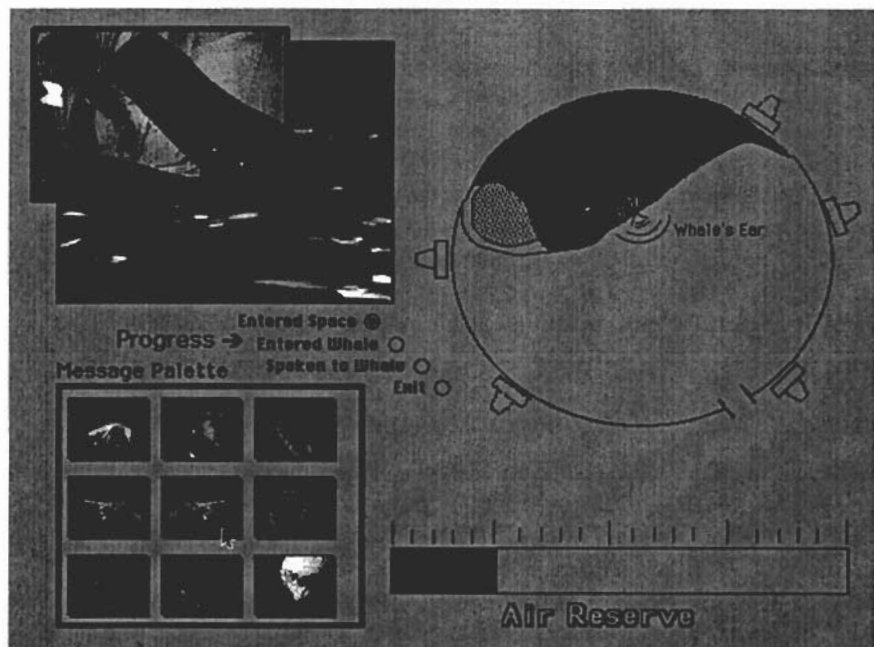 Whale's Ear
Entered Space
Progress → Entered Whale
Spoken to Whale
Exit
Message Palette
Air Reserve